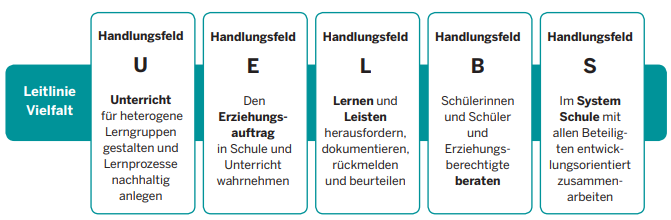 Leitlinie
Vielfalt
Handlungsfeld
U
Unterricht
für heterogene
Lerngruppen
gestalten und
Lernprozesse
nachhaltig
anlegen
Handlungsfeld
E
Den
Erziehungs-
auftrag
in Schule und
Unterricht
wahrnehmen
Handlungsfeld
L
Lernen und
Leisten
herausfordern,
dokumentieren,
rückmelden
und beurteilen
Handlungsfeld
B
Schülerinnen
und Schüler
und
Erziehungs-
berechtigte
beraten
Handlungsfeld
S
Im System
Schule mit
allen Beteilig-
ten entwick-
lungsorientiert
zusammen-
arbeiten